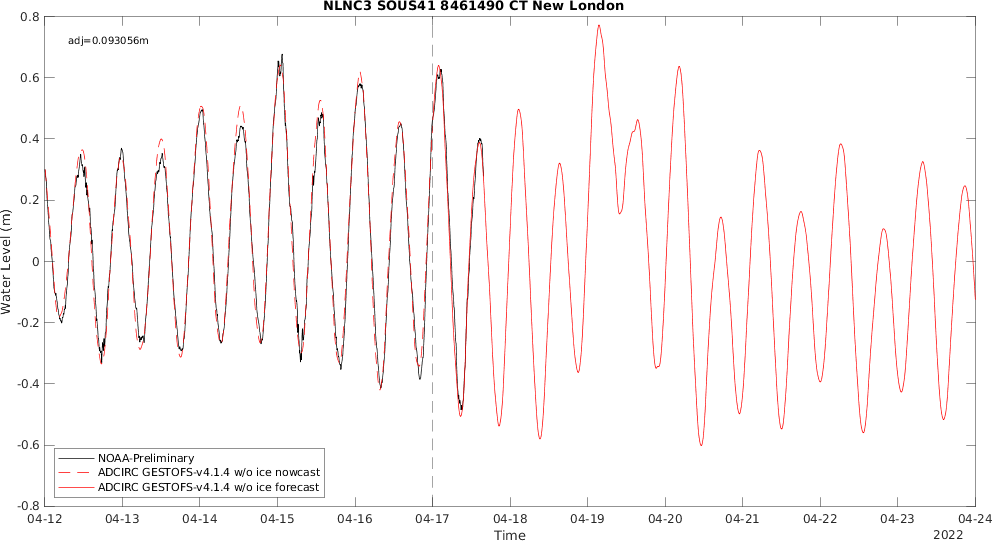 NLNC3 SOUS41 8461490 CT New London
adj=0.093056m
0.8
0.6
0.4
0.2
0
-0.2
-0.4
-0.6
-0.8
Water Level (m)
NOAA-Preliminary
ADCIRC GESTOFS-v4.1.4 w/o ice nowcast
ADCIRC GESTOFS-v4.1.4 w/o ice forecast
04-12 04-13 04-14 04-15 04-16 04-17 04-18 04-19 04-20 04-21 04-22 04-23 04-24
Time
2022